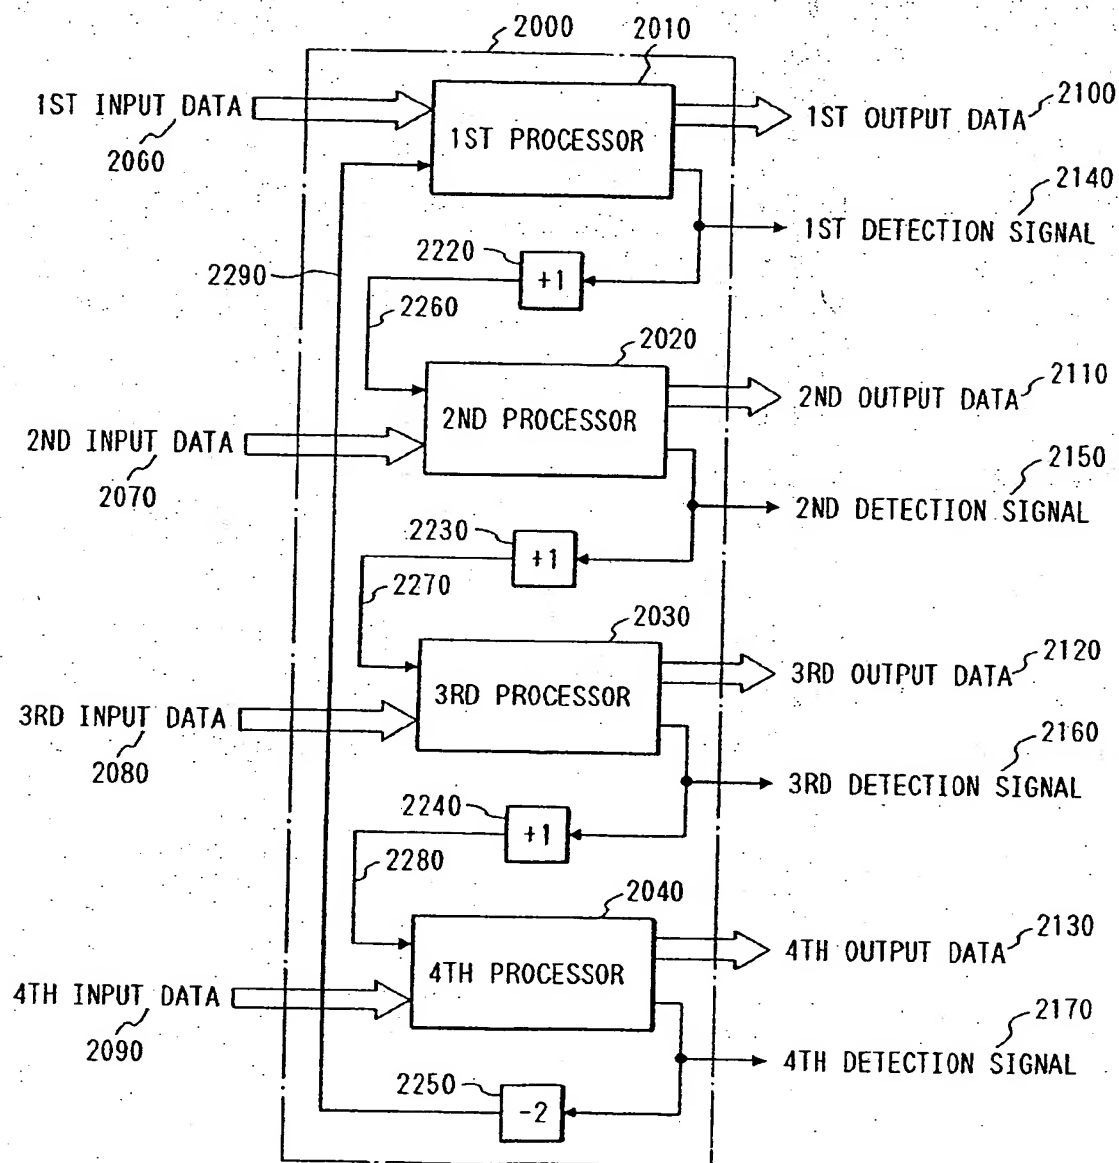 2000
2010
1ST INPUT DATA
2060
1ST PROCESSOR
1ST OUTPUT DATA 2100
2140
1ST DETECTION SIGNAL
2290
2220
+1
2260
2020
2ND PROCESSOR
2ND OUTPUT DATA 2110
2ND INPUT DATA
2070
2150
2ND DETECTION SIGNAL
2230
+1
2270
2030
3RD PROCESSOR
3RD OUTPUT DATA 2120
3RD INPUT DATA
2080
2160
3RD DETECTION SIGNAL
2240
+1
2280
2040
4TH PROCESSOR
4TH OUTPUT DATA 2130
4TH INPUT DATA
2090
2170
4TH DETECTION SIGNAL
2250
-2